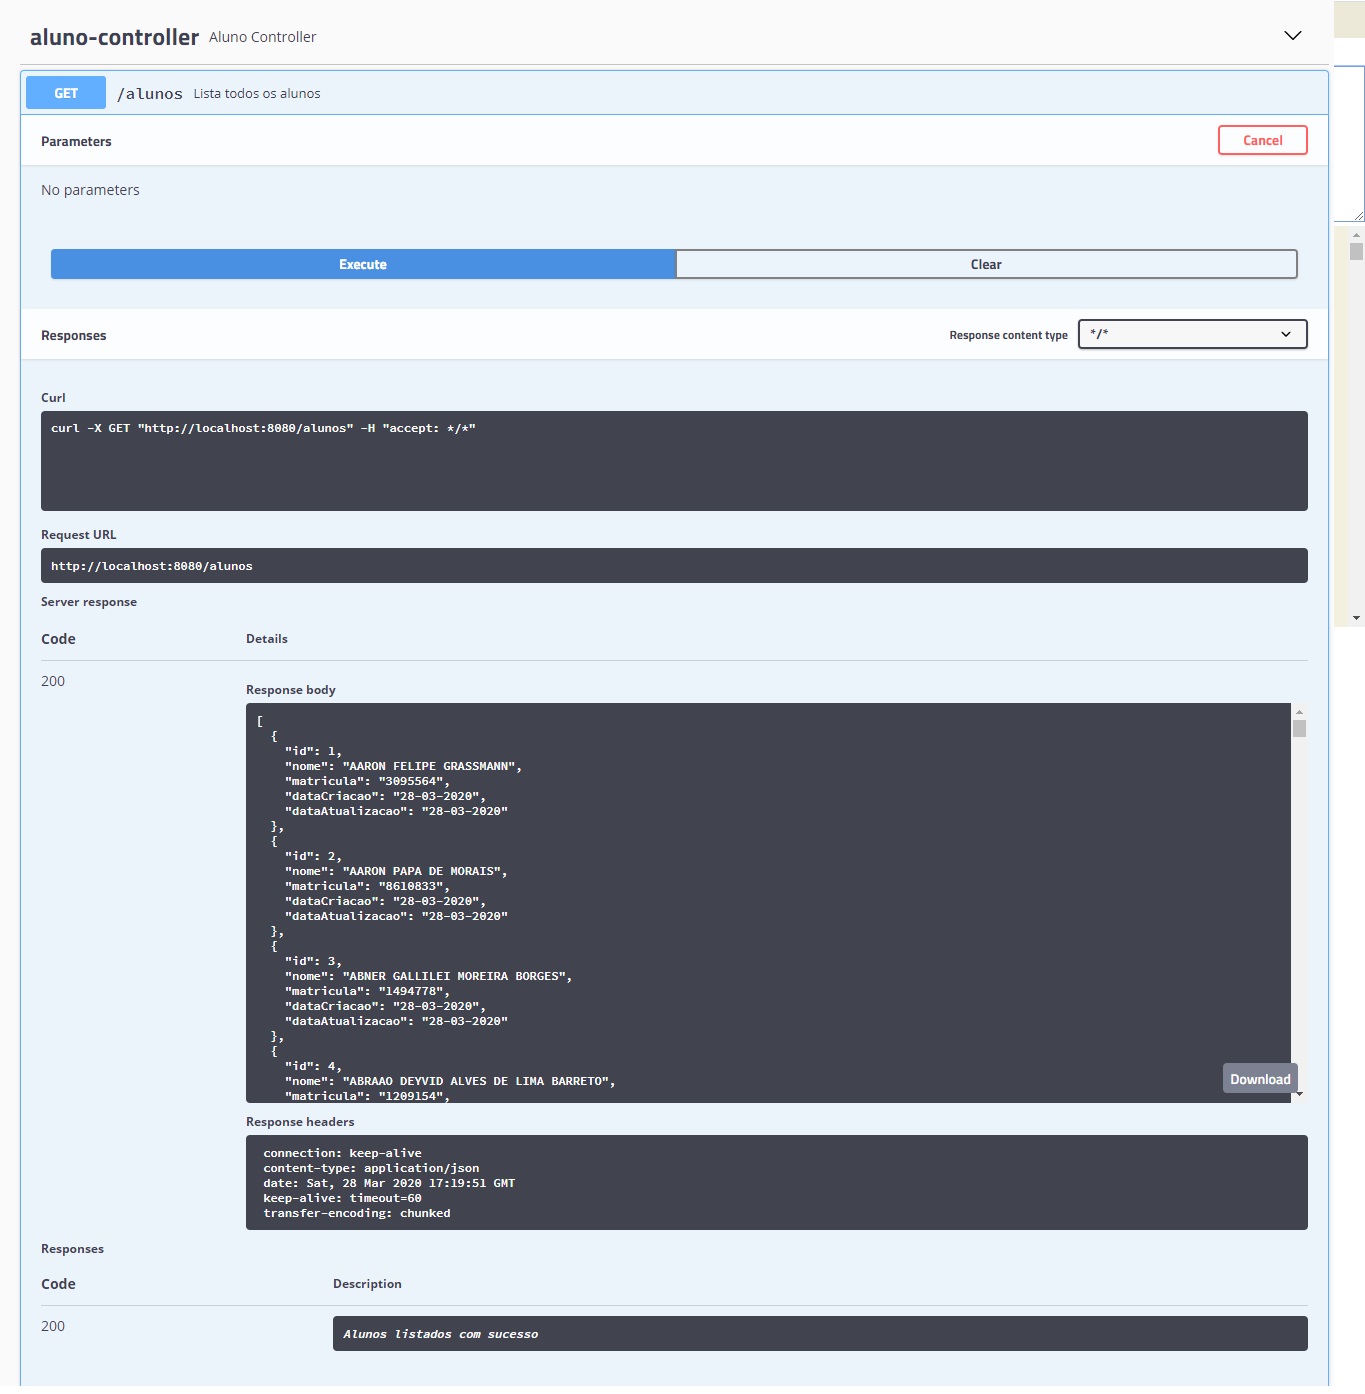 aluno-controller Aluno Controller
GET /alunos Lista todos os alunos
Parameters Cancel
No parameters
Execute Clear
Responses Response content type */*
Curl
curl -X GET "http://localhost:8080/alunos" -H "accept: */*"
Request URL
http://localhost:8080/alunos
Server response
Code Details
200
Response body
[
  {
    "id": 1,
    "nome": "AARON FELIPE GRASSMANN",
    "matricula": "3095564",
    "dataCriacao": "28-03-2020",
    "dataAtualizacao": "28-03-2020"
  },
  {
    "id": 2,
    "nome": "AARON PAPA DE MORAIS",
    "matricula": "8610833",
    "dataCriacao": "28-03-2020",
    "dataAtualizacao": "28-03-2020"
  },
  {
    "id": 3,
    "nome": "ABNER GALLILEI MOREIRA BORGES",
    "matricula": "1494778",
    "dataCriacao": "28-03-2020",
    "dataAtualizacao": "28-03-2020"
  },
  {
    "id": 4,
    "nome": "ABRAAO DEYVID ALVES DE LIMA BARRETO",
    "matricula": "1209154",
Download
Response headers
connection: keep-alive
content-type: application/json
date: Sat, 28 Mar 2020 17:19:51 GMT
keep-alive: timeout=60
transfer-encoding: chunked
Responses
Code Description
200
Alunos listados com sucesso